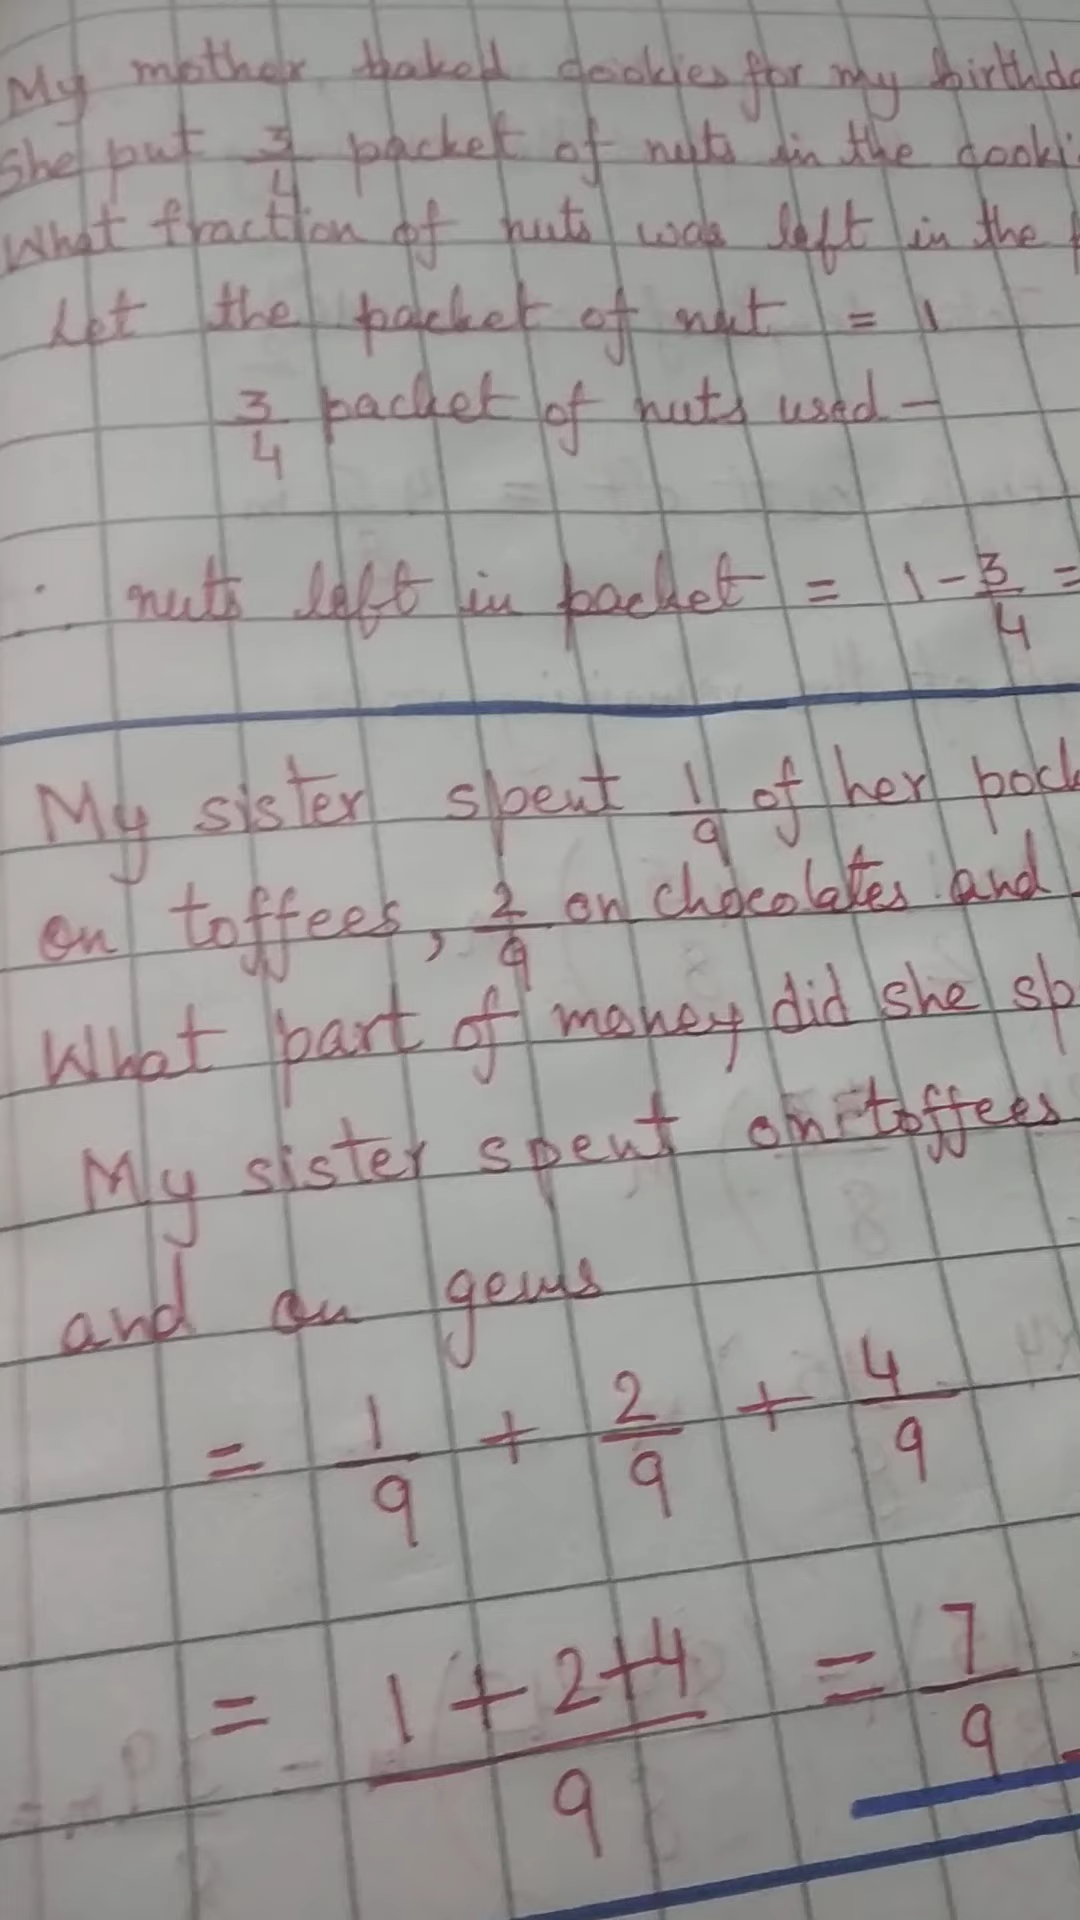 My mother baked cookies for my birthd
She put 3/4 packet of nuts in the cooki
What fraction of nuts was left in the
Let the packet of nut = 1
3/4 packet of nuts used -
nuts left in packet = 1 - 3/4 =
My sister spent 1/9 of her pock
on toffees, 2/9 on chocolates and
What part of money did she sp
My sister spent on toffees
and on gems
= 1/9 + 2/9 + 4/9
= 1+2+4/9 = 7/9